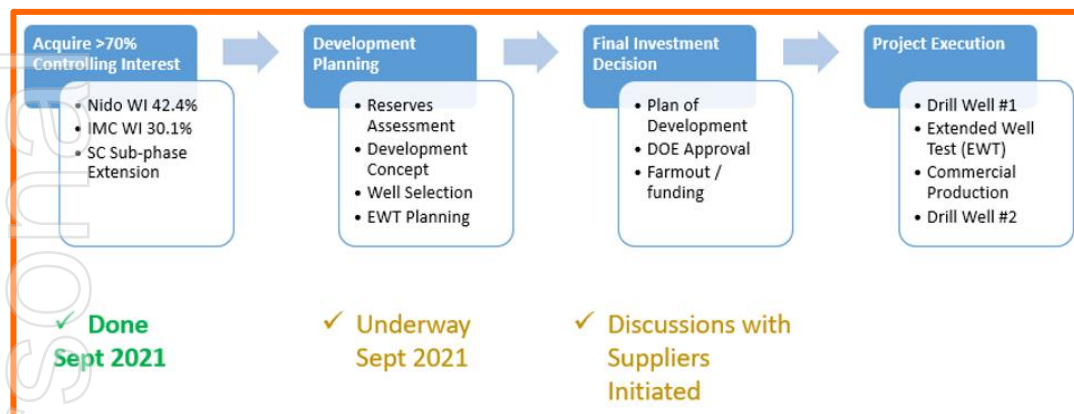 Acquire >70%
Controlling Interest
• Nido WI 42.4%
• IMC WI 30.1%
• SC Sub-phase
Extension
Development
Planning
• Reserves
Assessment
• Development
Concept
• Well Selection
• EWT Planning
Final Investment
Decision
• Plan of
Development
• DOE Approval
• Farmout /
funding
Project Execution
• Drill Well #1
• Extended Well
Test (EWT)
• Commercial
Production
• Drill Well #2
✓ Done
Sept 2021
✓ Underway
Sept 2021
✓ Discussions with
Suppliers
Initiated